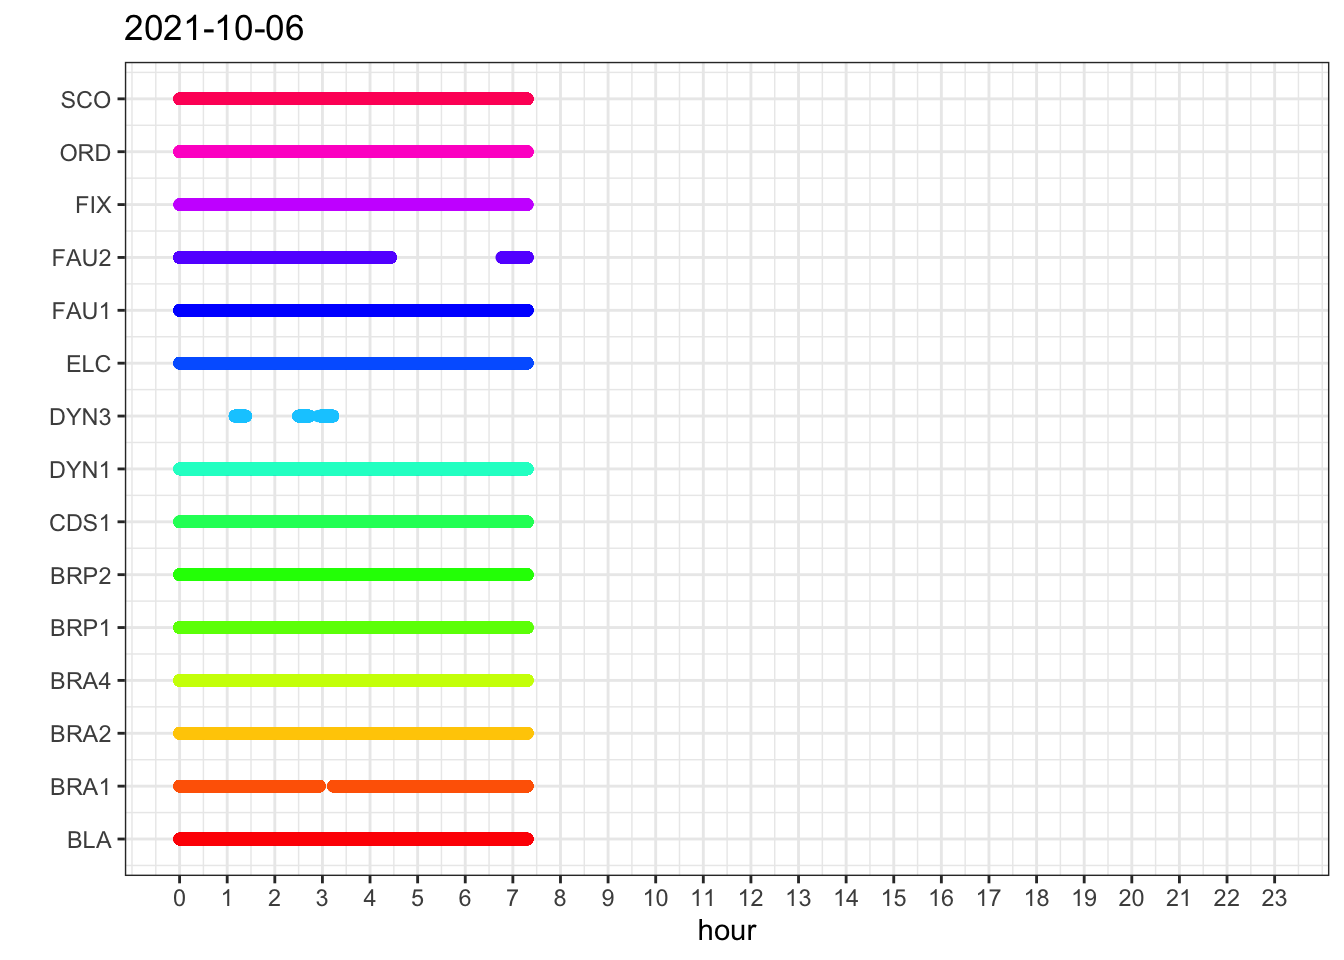 2021-10-06
SCO
ORD
FIX
FAU2
FAU1
ELC
DYN3
DYN1
CDS1
BRP2
BRP1
BRA4
BRA2
BRA1
BLA
0 1 2 3 4 5 6 7 8 9 10 11 12 13 14 15 16 17 18 19 20 21 22 23
hour